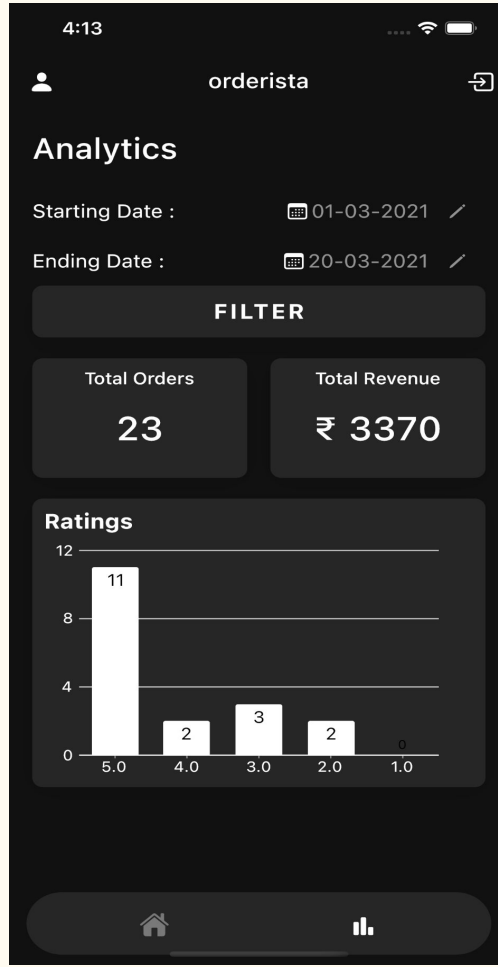 4:13
orderista
Analytics
Starting Date : 01-03-2021
Ending Date : 20-03-2021
FILTER
Total Orders Total Revenue
23 ₹ 3370
Ratings
12
11
8
4
3
2 2
0
0
5.0 4.0 3.0 2.0 1.0